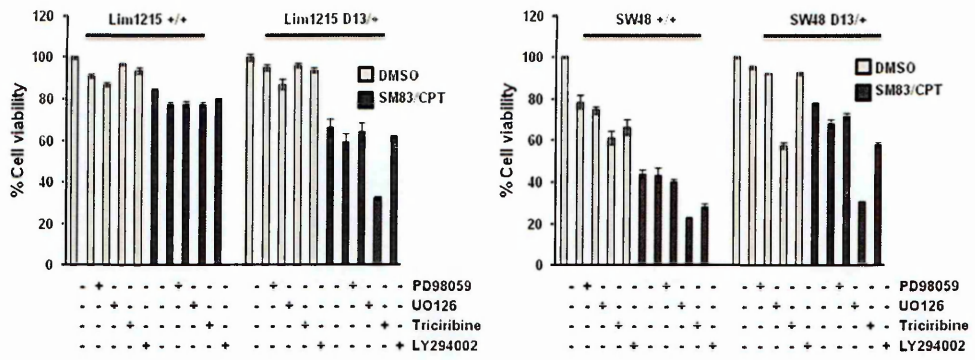 Lim1215 +/+ Lim1215 D13/+
DMSO
SM83/CPT
% Cell viability
120
100
80
60
40
20
0
SW48 +/+ SW48 D13/+
DMSO
SM83/CPT
% Cell viability
120
100
80
60
40
20
0
- + - - - - + - - - - + - - - - + - - - PD98059
- - + - - - - + - - - - + - - - - + - - UO126
- - - + - - - - + - - - - + - - - - + - Triciribine
- - - - + - - - - + - - - - + - - - - + LY294002
- + - - - - + - - - - + - - - - + - - - PD98059
- - + - - - - + - - - - + - - - - + - - UO126
- - - + - - - - + - - - - + - - - - + - Triciribine
- - - - + - - - - + - - - - + - - - - + LY294002